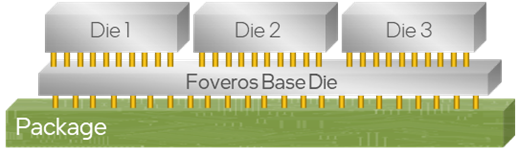 Die 1
Die 2
Die 3
Foveros Base Die
Package